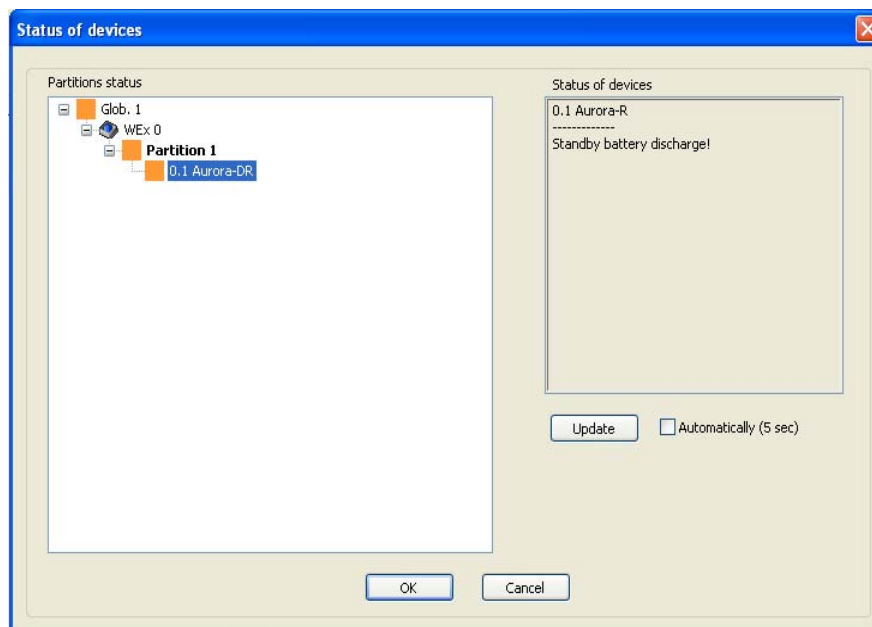 Status of devices
Partitions status
Glob. 1
WEx 0
Partition 1
0.1 Aurora-DR
Status of devices
0.1 Aurora-R
-------------
Standby battery discharge!
Update
Automatically (5 sec)
OK
Cancel